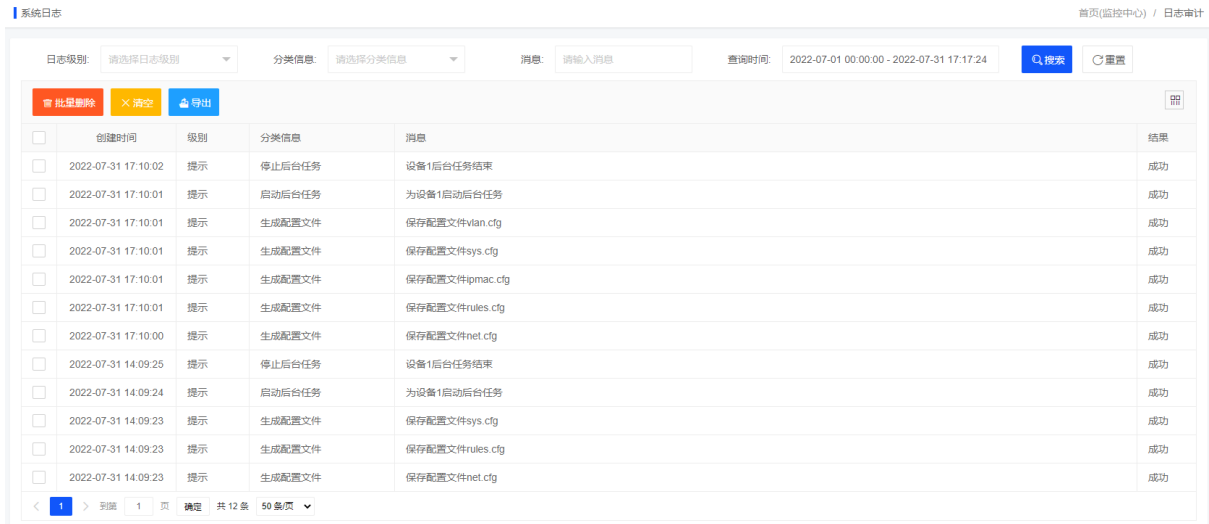 系统日志 首页(监控中心) / 日志审计
日志级别: 请选择日志级别 分类信息: 请选择分类信息 消息: 请输入消息 查询时间: 2022-07-01 00:00:00 - 2022-07-31 17:17:24 搜索 重置
批量删除 清空 导出
创建时间 级别 分类信息 消息 结果
2022-07-31 17:10:02 提示 停止后台任务 设备1后台任务结束 成功
2022-07-31 17:10:01 提示 启动后台任务 为设备1启动后台任务 成功
2022-07-31 17:10:01 提示 生成配置文件 保存配置文件vlan.cfg 成功
2022-07-31 17:10:01 提示 生成配置文件 保存配置文件sys.cfg 成功
2022-07-31 17:10:01 提示 生成配置文件 保存配置文件ipmac.cfg 成功
2022-07-31 17:10:01 提示 生成配置文件 保存配置文件rules.cfg 成功
2022-07-31 17:10:00 提示 生成配置文件 保存配置文件net.cfg 成功
2022-07-31 14:09:25 提示 停止后台任务 设备1后台任务结束 成功
2022-07-31 14:09:24 提示 启动后台任务 为设备1启动后台任务 成功
2022-07-31 14:09:23 提示 生成配置文件 保存配置文件sys.cfg 成功
2022-07-31 14:09:23 提示 生成配置文件 保存配置文件rules.cfg 成功
2022-07-31 14:09:23 提示 生成配置文件 保存配置文件net.cfg 成功
1 到第 1 页 确定 共 12 条 50 条/页